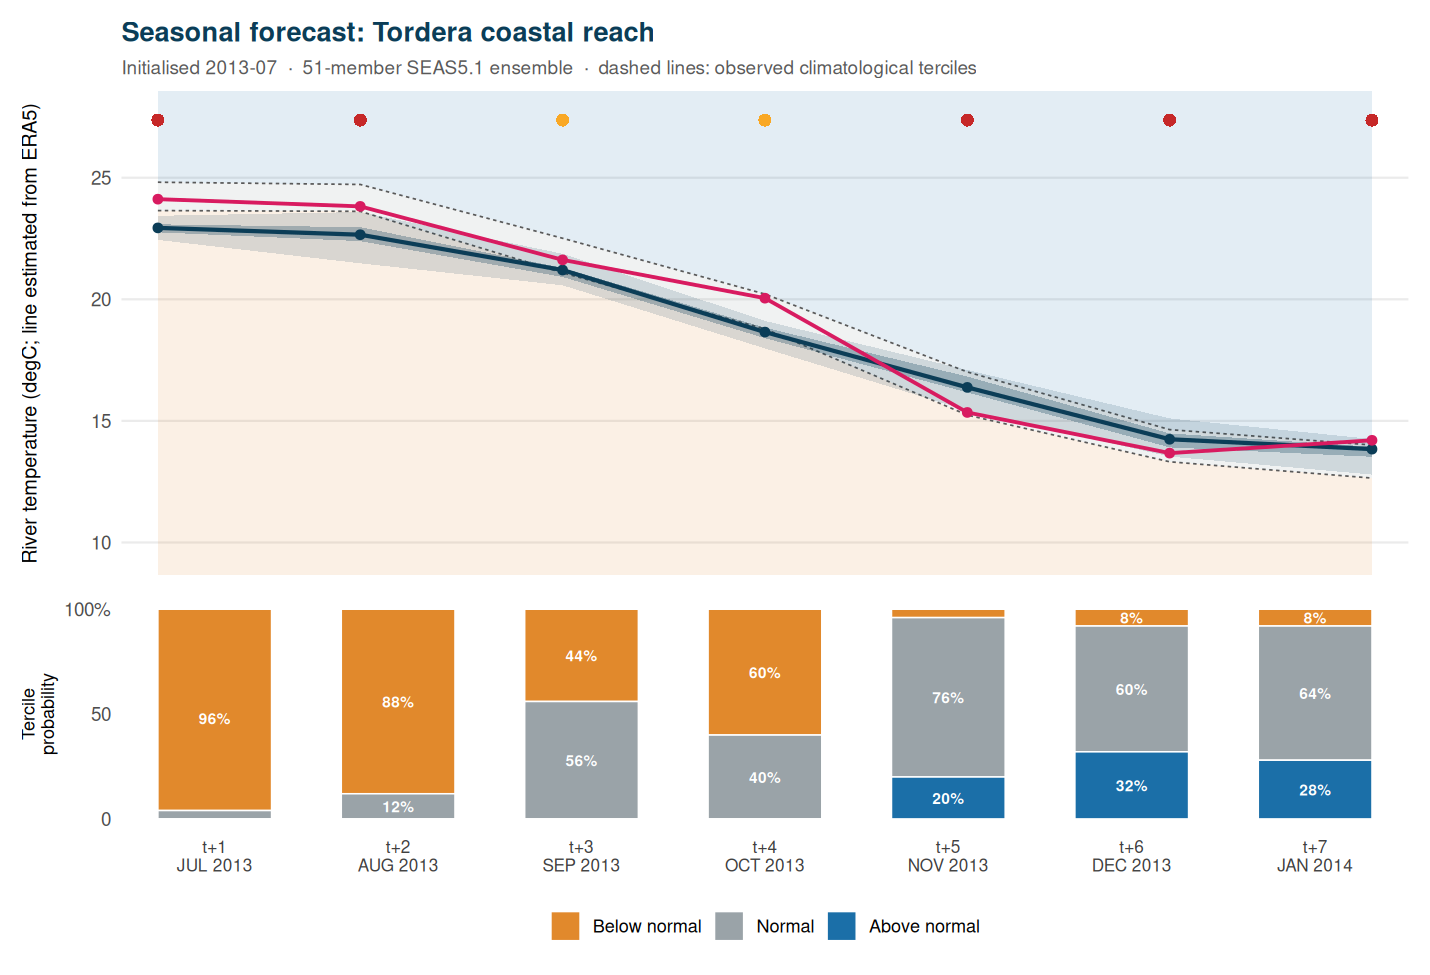 Seasonal forecast: Tordera coastal reach
Initialised 2013-07 · 51-member SEAS5.1 ensemble · dashed lines: observed climatological terciles
River temperature (degC; line estimated from ERA5)
25
20
15
10
Tercile
probability
100%
50
0
96%
88%
12%
44%
56%
60%
40%
76%
20%
8%
60%
32%
8%
64%
28%
t+1
JUL 2013
t+2
AUG 2013
t+3
SEP 2013
t+4
OCT 2013
t+5
NOV 2013
t+6
DEC 2013
t+7
JAN 2014
Below normal
Normal
Above normal